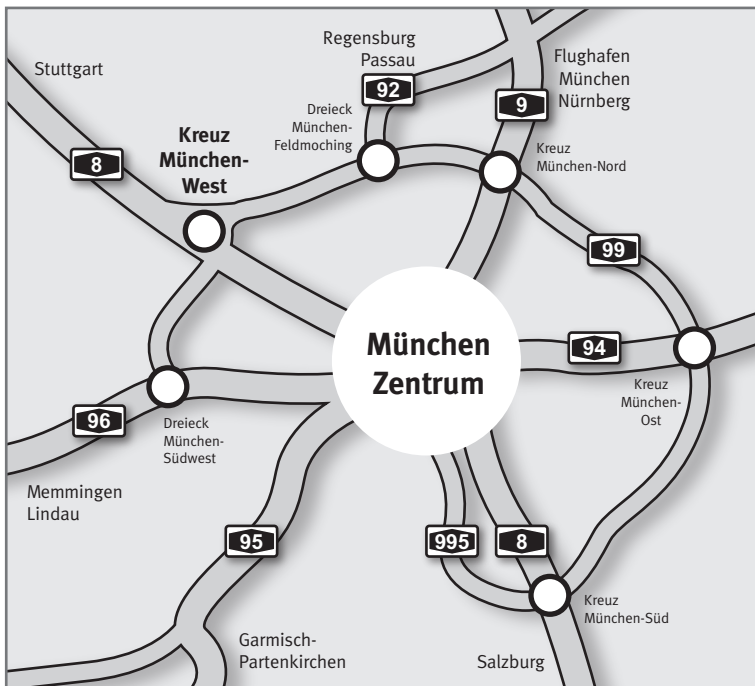 Stuttgart
8
Kreuz
München-
West
Regensburg
Passau
92
Dreieck
München-
Feldmoching
9
Flughafen
München
Nürnberg
Kreuz
München-Nord
99
München
Zentrum
94
Kreuz
München-
Ost
96
Dreieck
München-
Südwest
Memmingen
Lindau
95
995
8
Kreuz
München-Süd
Garmisch-
Partenkirchen
Salzburg